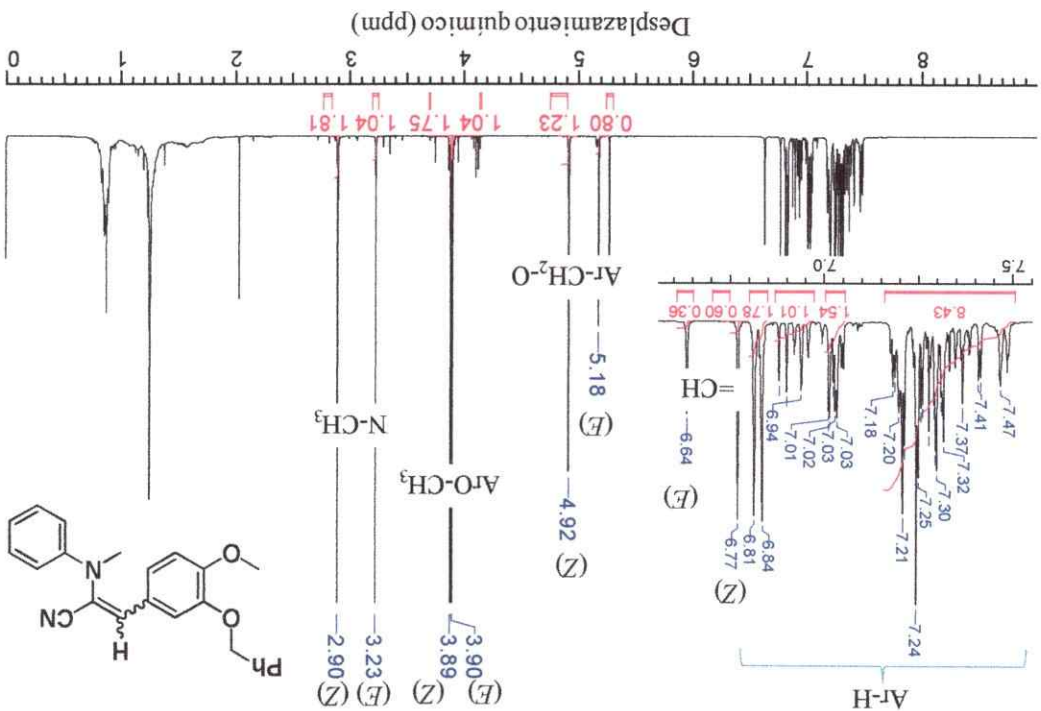 Ar-H
7.24
7.47
7.41
7.37
7.32
7.30
7.25
7.21
7.20
7.18
7.03
7.03
7.02
7.01
6.94
6.84
6.81
6.77
(Z)
6.64
(E)
=CH
8.43
1.54
1.01
1.78
0.60
0.36
7.5
7.0
5.18
(E)
4.92
(Z)
Ar-CH₂-O
3.90
(E)
3.89
(Z)
ArO-CH₃
3.23
(E)
2.90
(Z)
N-CH₃
Ph
O
O
H
CN
N
0.80
1.23
1.04
1.75
1.04
1.81
8
7
6
5
4
3
2
1
0
Desplazamiento químico (ppm)